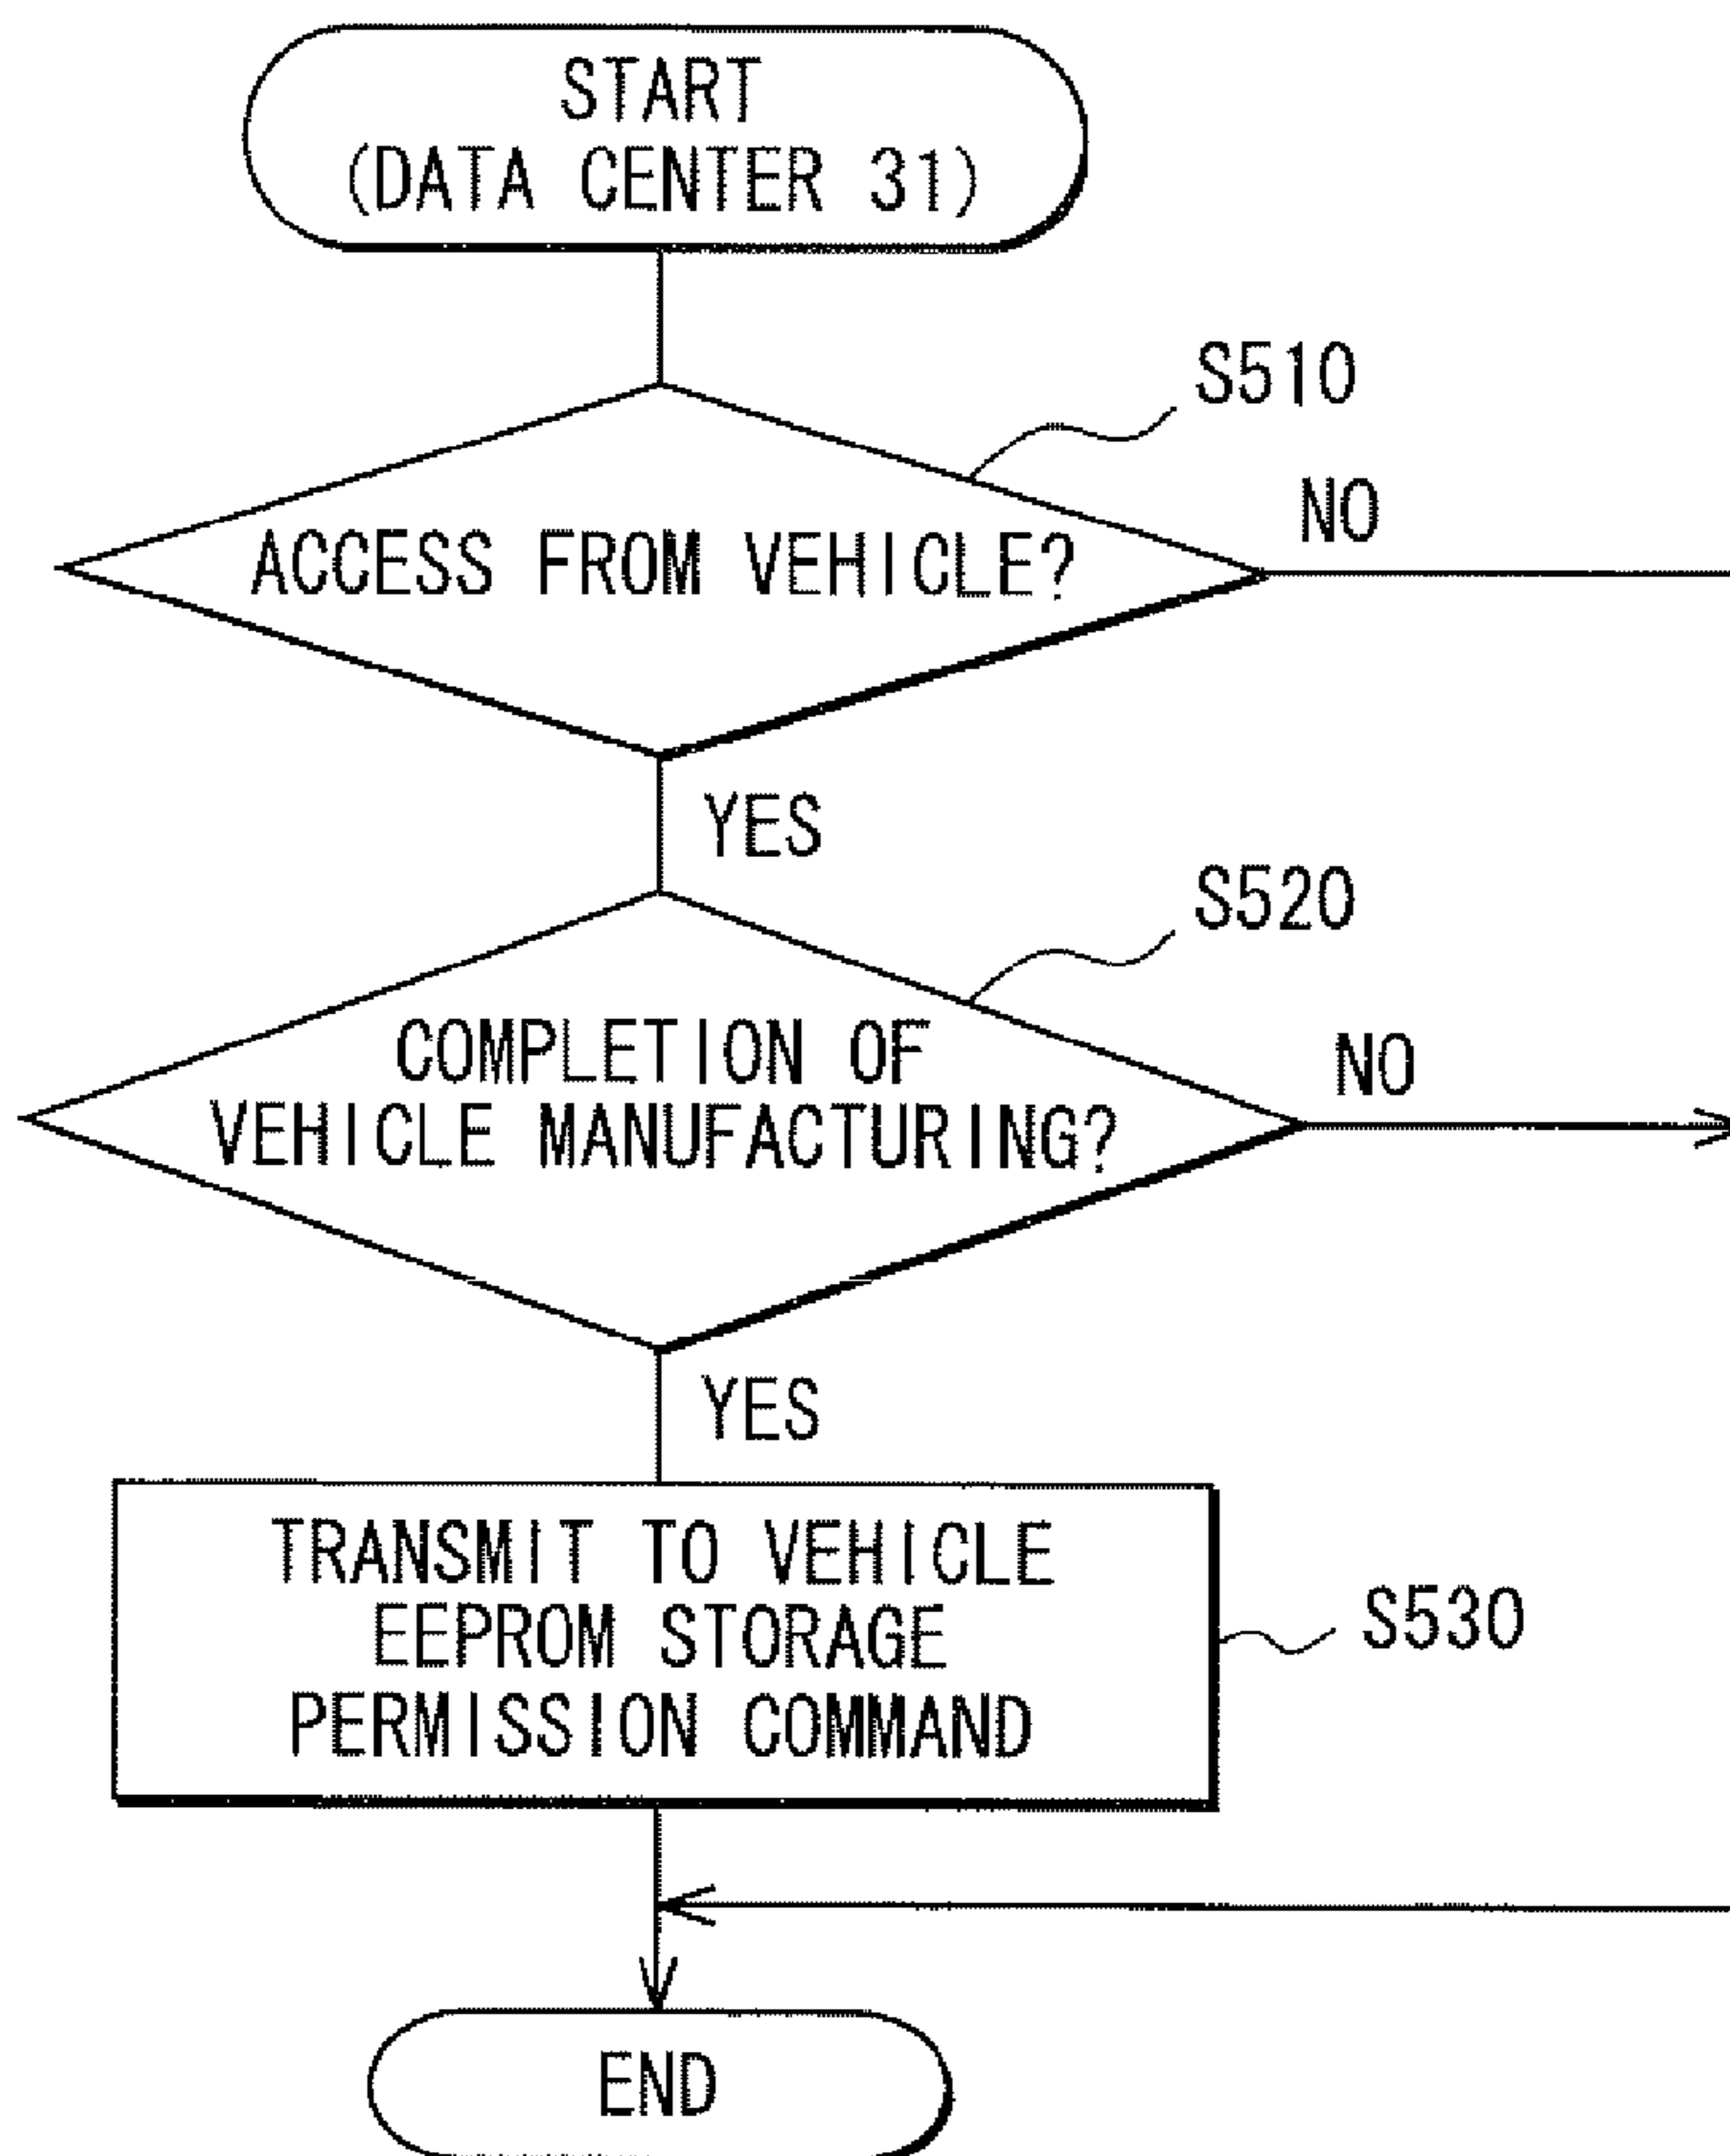 START
(DATA CENTER 31)
S510
NO
ACCESS FROM VEHICLE?
YES
S520
NO
COMPLETION OF
VEHICLE MANUFACTURING?
YES
TRANSMIT TO VEHICLE
EEPROM STORAGE
PERMISSION COMMAND
S530
END